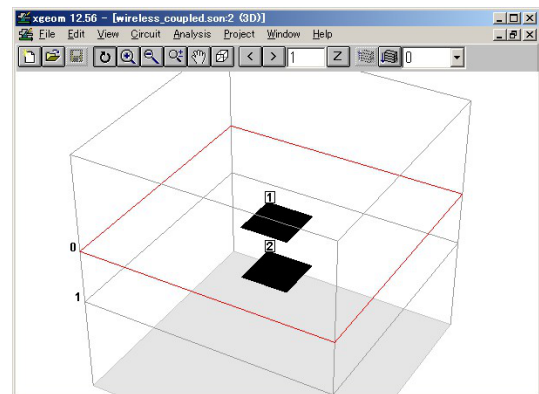 xgeom 12.56 - [wireless_coupled.son:2 (3D)]
File Edit View Circuit Analysis Project Window Help
< > 1 Z 0
1
0
2
1